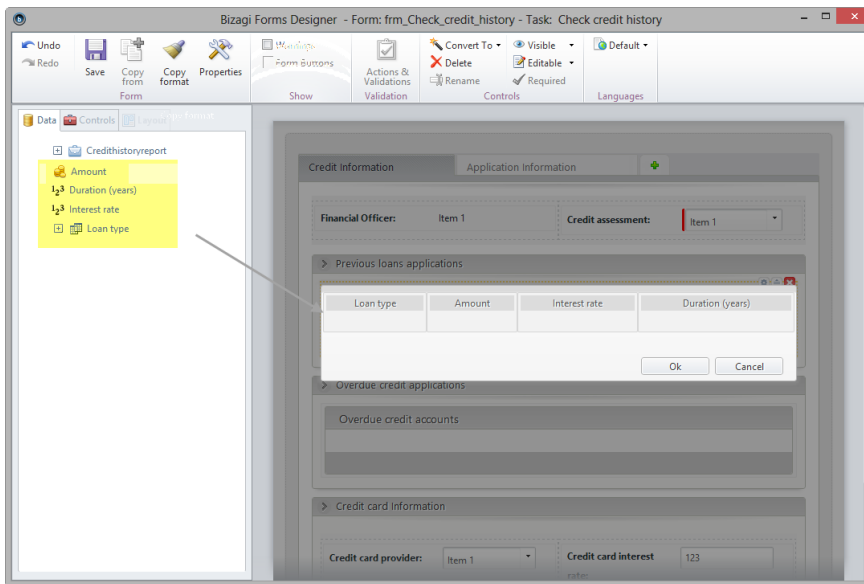 Bizagi Forms Designer - Form: frm_Check_credit_history - Task: Check credit history
Undo
Redo
Save
Copy from
Copy format
Properties
Form
Form Buttons
Show
Actions & Validations
Validation
Convert To
Delete
Rename
Visible
Editable
Required
Controls
Default
Languages
Data Controls
Credithistoryreport
Amount
123 Duration (years)
123 Interest rate
Loan type
Credit Information Application Information
Financial Officer: Item 1 Credit assessment: Item 1
Previous loans applications
Loan type Amount Interest rate Duration (years)
Ok Cancel
Overdue credit applications
Overdue credit accounts
Credit card Information
Credit card provider: Item 1 Credit card interest 123
rate: